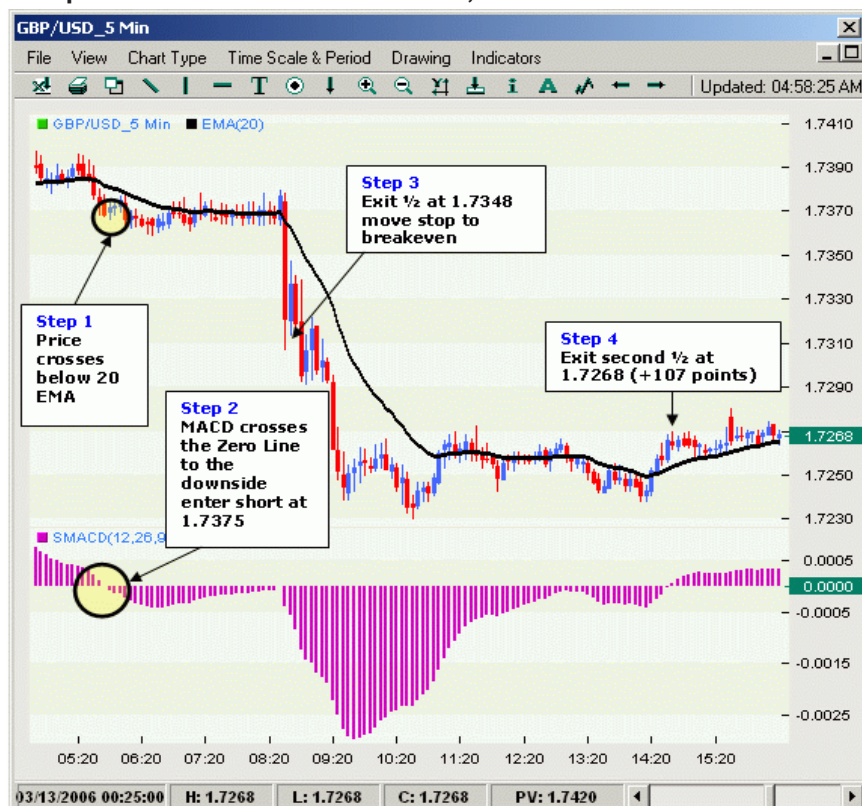 GBP/USD_5 Min
File View Chart Type Time Scale & Period Drawing Indicators
T i A Updated: 04:58:25 AM
GBP/USD_5 Min EMA(20)
1.7410
1.7390
1.7370
1.7350
1.7330
1.7310
1.7290
1.7268
1.7250
1.7230
Step 3
Exit ½ at 1.7348
move stop to
breakeven
Step 1
Price
crosses
below 20
EMA
Step 4
Exit second ½ at
1.7268 (+107 points)
Step 2
MACD crosses
the Zero Line
to the
downside
enter short at
1.7375
SMACD(12,26,9
0.0005
0.0000
-0.0005
-0.0015
-0.0025
05:20 06:20 07:20 08:20 09:20 10:20 11:20 12:20 13:20 14:20 15:20
03/13/2006 00:25:00 H: 1.7268 L: 1.7268 C: 1.7268 PV: 1.7420